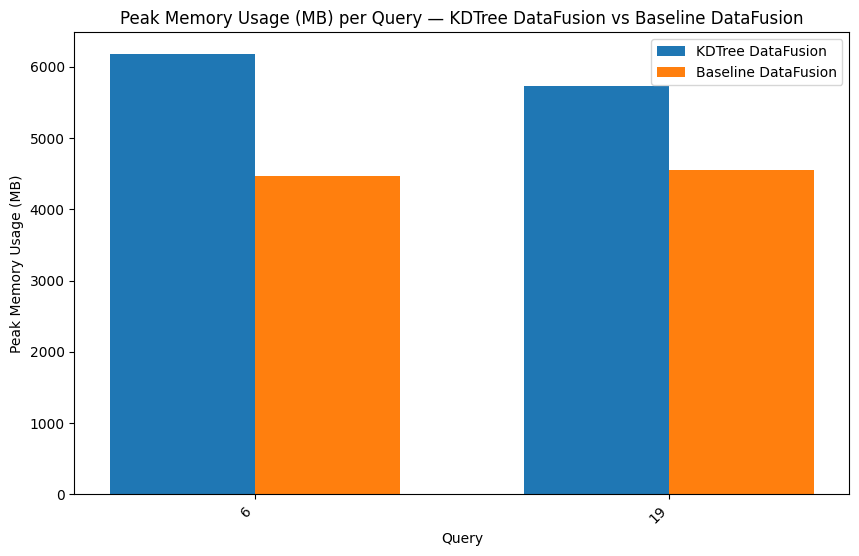 Peak Memory Usage (MB) per Query — KDTree DataFusion vs Baseline DataFusion
KDTree DataFusion
Baseline DataFusion
Peak Memory Usage (MB)
6000
5000
4000
3000
2000
1000
0
6
19
Query